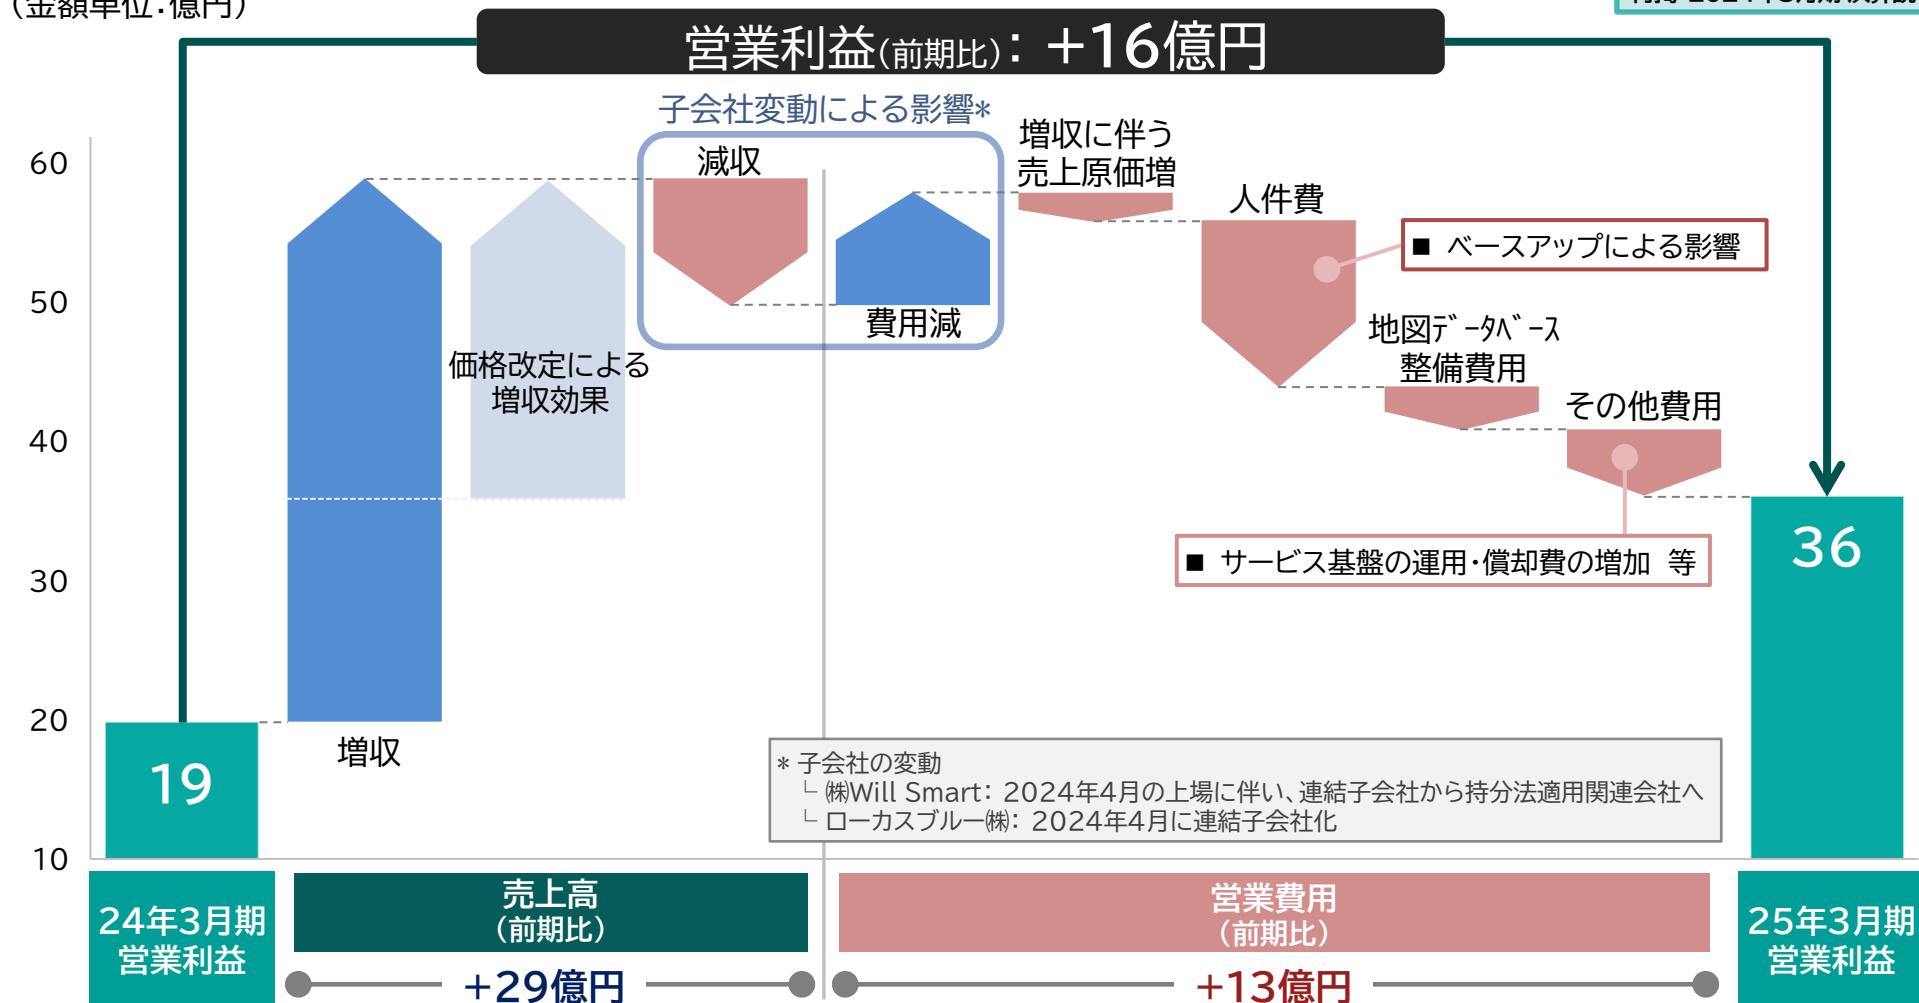 (金額単位：億円)
営業利益(前期比)：＋16億円
子会社変動による影響*
減収
増収に伴う
売上原価増
人件費
■ ベースアップによる影響
費用減
地図ﾃﾞｰﾀﾍﾞｰｽ
整備費用
その他費用
価格改定による
増収効果
■ サービス基盤の運用・償却費の増加 等
60
50
40
30
20
10
19
増収
36
* 子会社の変動
└ ㈱Will Smart： 2024年4月の上場に伴い、連結子会社から持分法適用関連会社へ
└ ローカスブルー㈱： 2024年4月に連結子会社化
24年3月期
営業利益
売上高
(前期比)
+29億円
営業費用
(前期比)
+13億円
25年3月期
営業利益